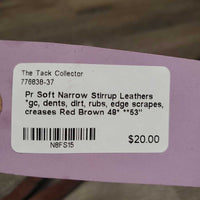 The Tack Collector
776838-37
Pr Soft Narrow Stirrup Leathers
*gc, dents, dirt, rubs, edge scrapes,
creases Red Brown 48" **53"
N8FS15
$20.00